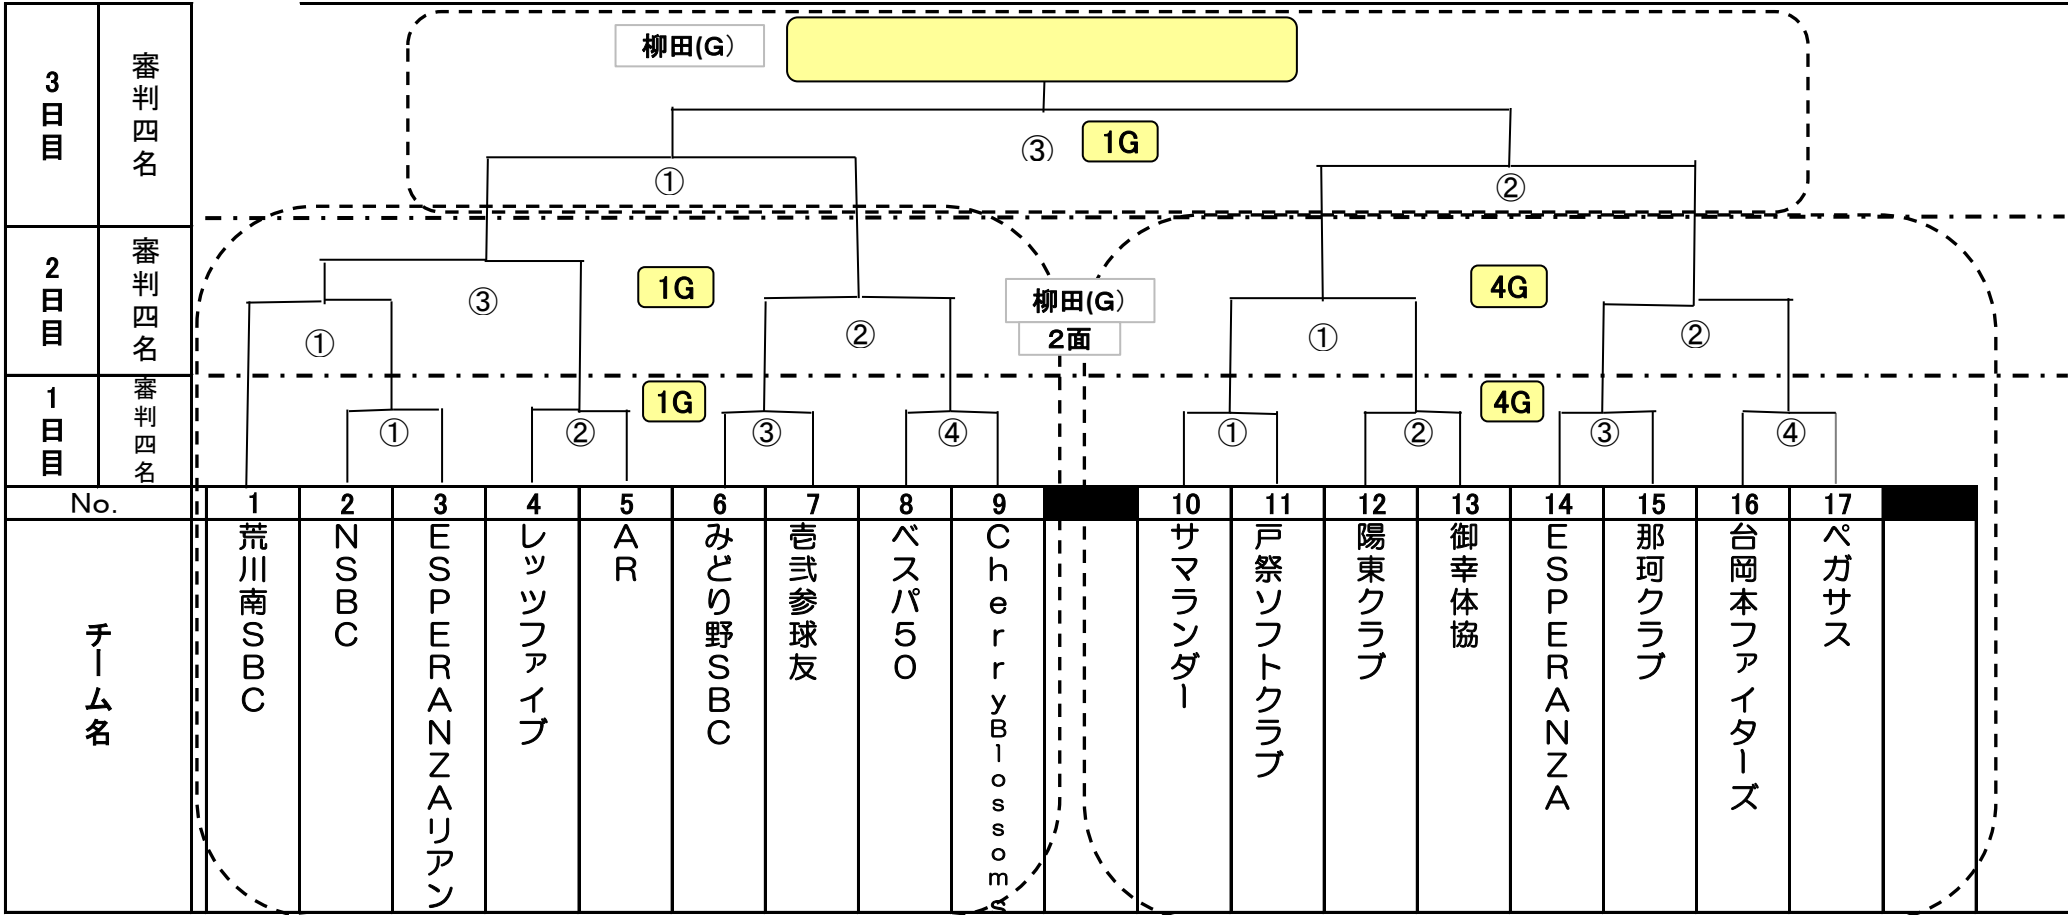 3日目
審判四名
柳田(G)
③
1G
①
②
2日目
審判四名
1G
4G
③
柳田(G)
2面
①
②
①
②
1日目
審判四名
1G
4G
①
②
③
④
①
②
③
④
No.
1
2
3
4
5
6
7
8
9
10
11
12
13
14
15
16
17
チーム名
荒川南SBC
NSBC
ESPERANZAリアン
レッツファイブ
AR
みどり野SBC
壱弐参球友
ベスパ50
CherryBlossoms
サマランダー
戸祭ソフトクラブ
陽東クラブ
御幸体協
ESPERANZA
那珂クラブ
台岡本ファイターズ
ペガサス